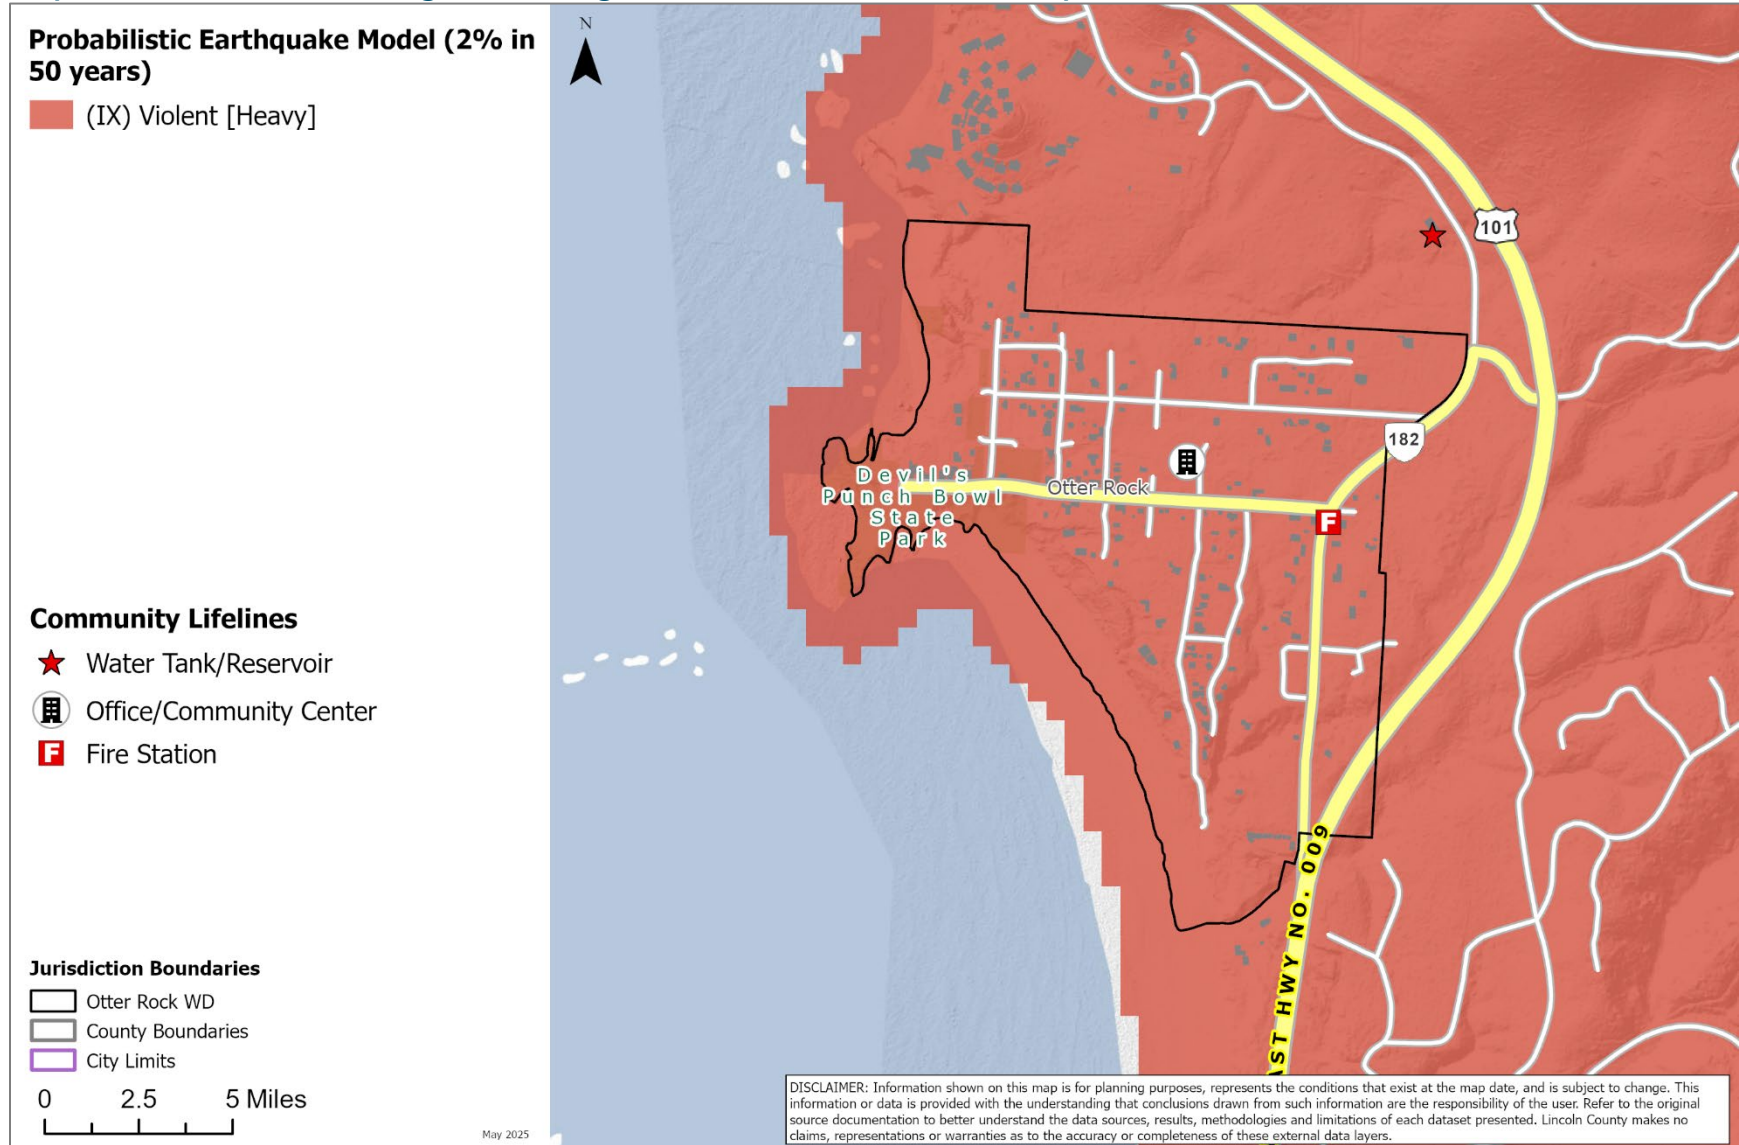 Probabilistic Earthquake Model (2% in
50 years)
(IX) Violent [Heavy]
Community Lifelines
Water Tank/Reservoir
Office/Community Center
F Fire Station
Jurisdiction Boundaries
Otter Rock WD
County Boundaries
City Limits
0 2.5 5 Miles
May 2025
N
101
182
Devil's
Punch Bowl
State
Park
Otter Rock
F
AST HWY NO. 009
DISCLAIMER: Information shown on this map is for planning purposes, represents the conditions that exist at the map date, and is subject to change. This
information or data is provided with the understanding that conclusions drawn from such information are the responsibility of the user. Refer to the original
source documentation to better understand the data sources, results, methodologies and limitations of each dataset presented. Lincoln County makes no
claims, representations or warranties as to the accuracy or completeness of these external data layers.